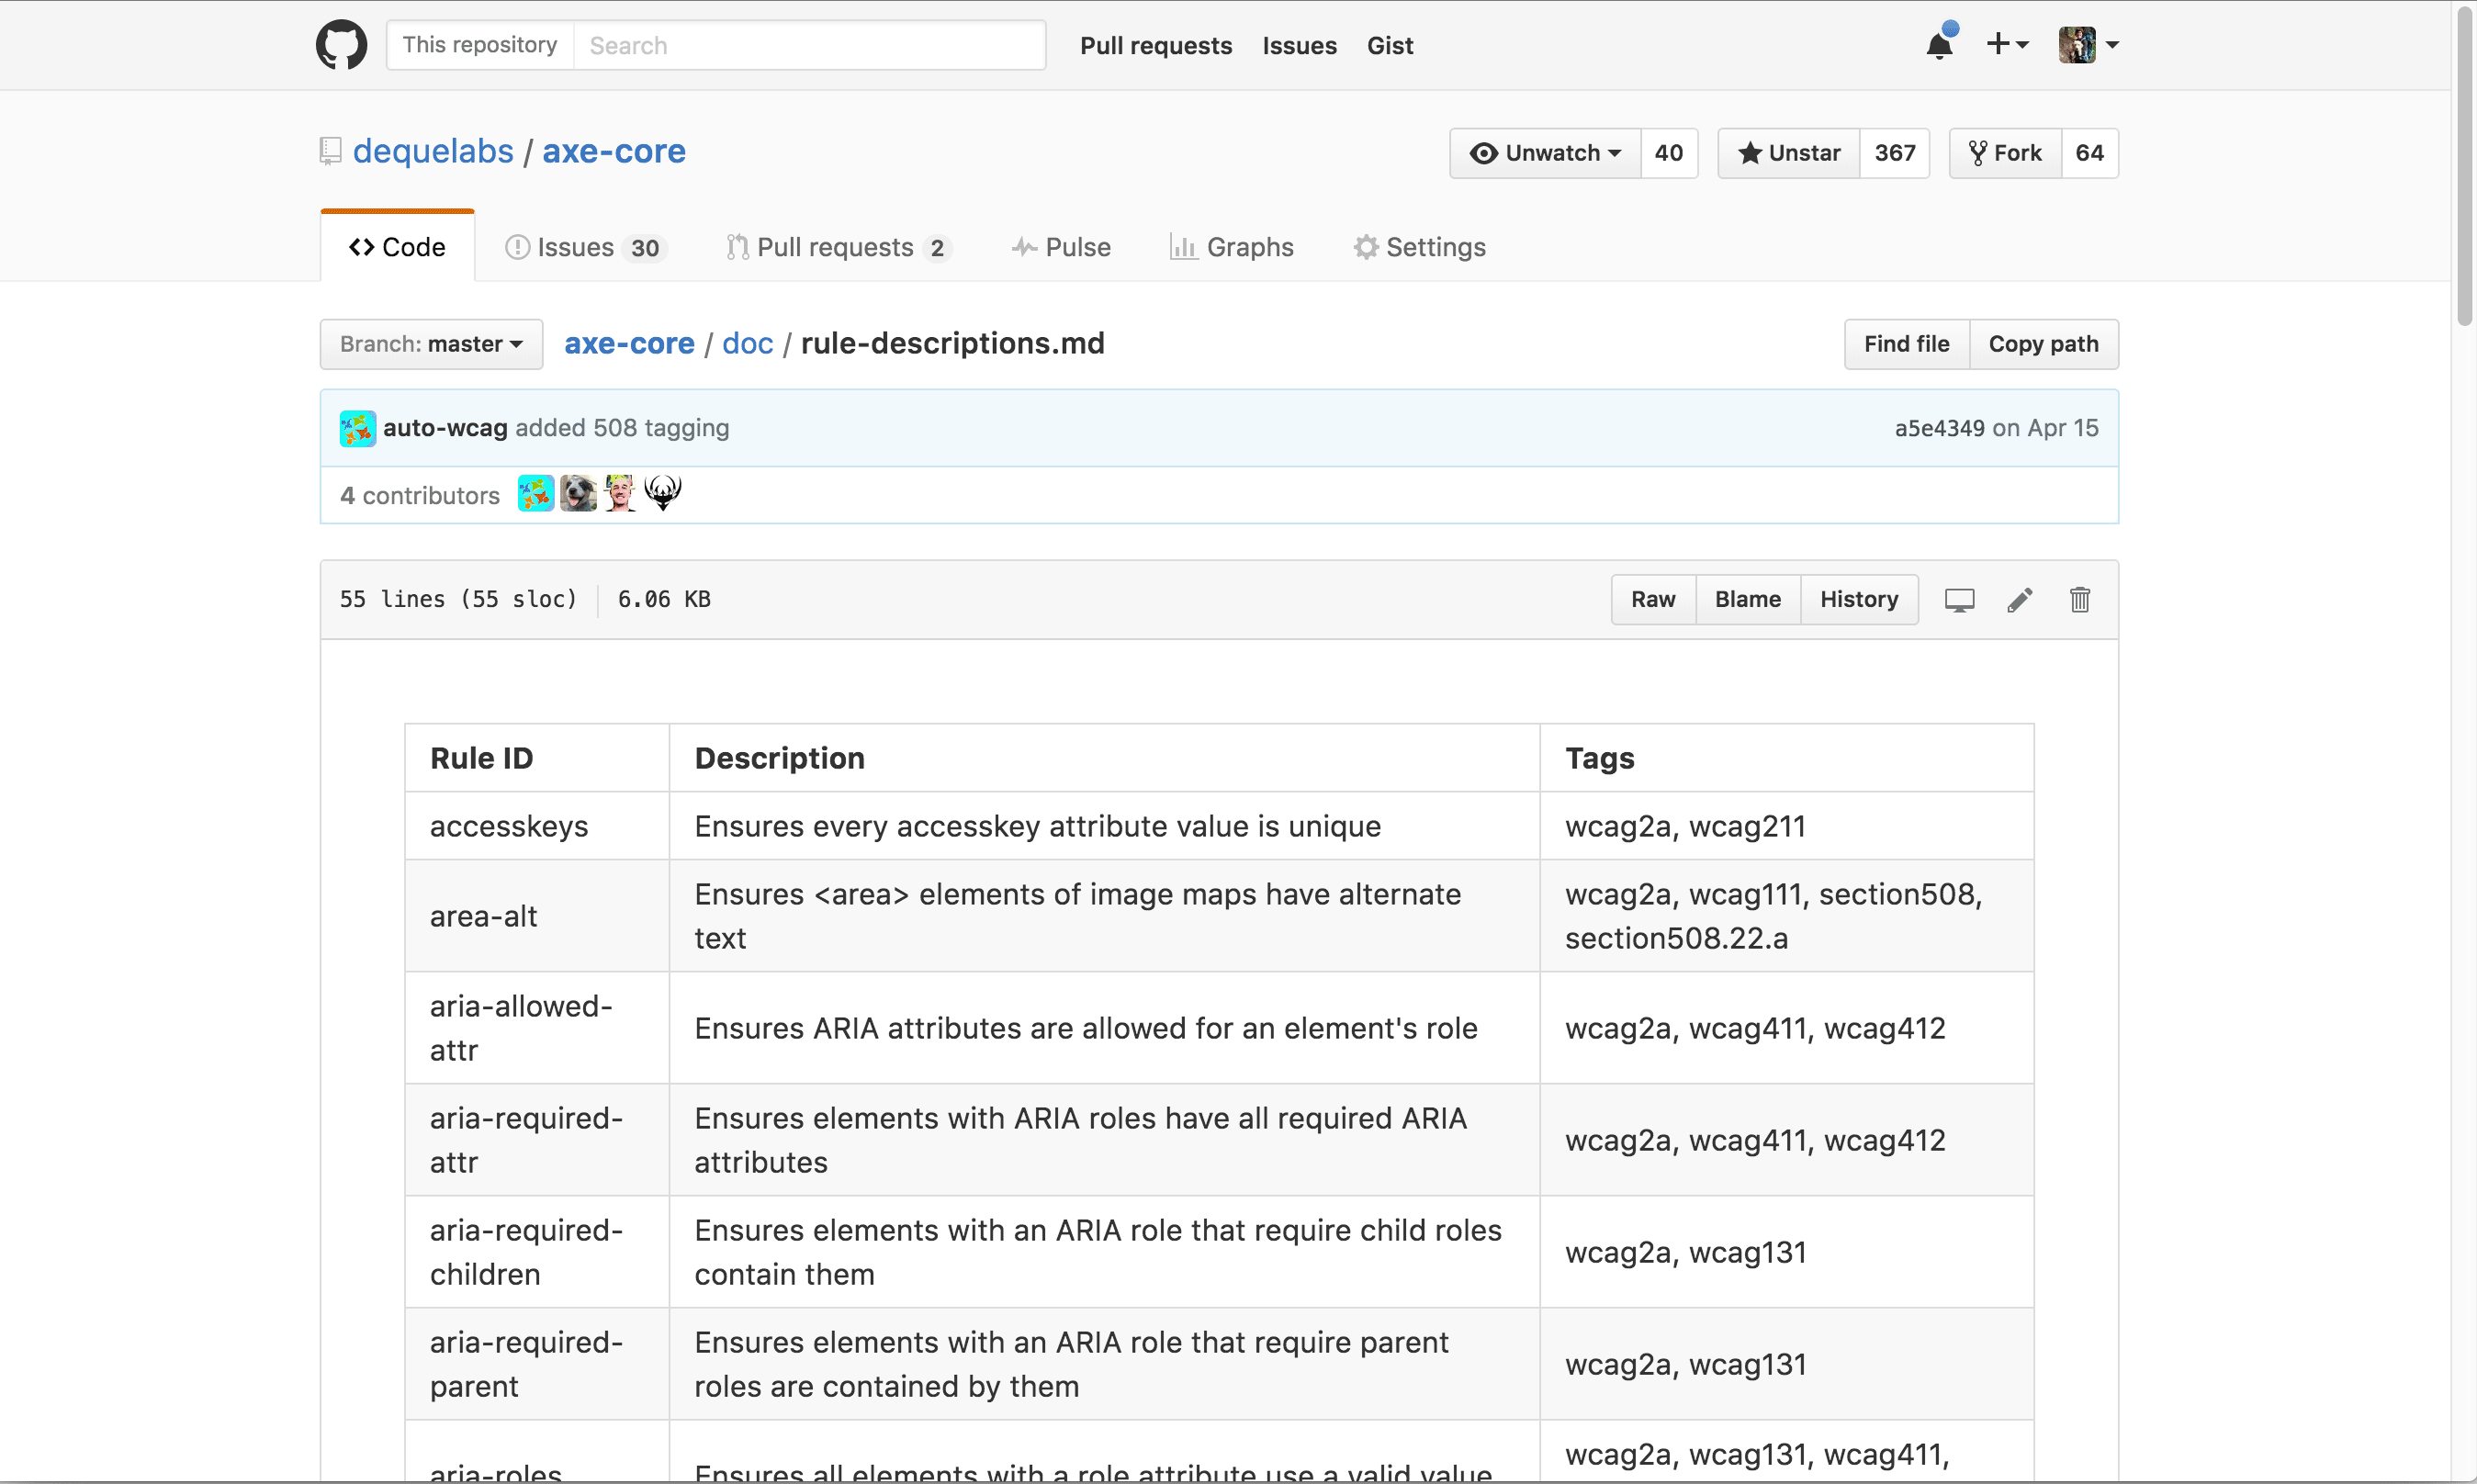 This repository Search Pull requests Issues Gist
dequelabs / axe-core Unwatch 40 Unstar 367 Fork 64
Code Issues 30 Pull requests 2 Pulse Graphs Settings
Branch: master axe-core / doc / rule-descriptions.md Find file Copy path
auto-wcag added 508 tagging a5e4349 on Apr 15
4 contributors
55 lines (55 sloc) 6.06 KB Raw Blame History
Rule ID Description Tags
accesskeys Ensures every accesskey attribute value is unique wcag2a, wcag211
area-alt
Ensures <area> elements of image maps have alternate
text
wcag2a, wcag111, section508,
section508.22.a
aria-allowed-
attr
Ensures ARIA attributes are allowed for an element's role
wcag2a, wcag411, wcag412
aria-required-
attr
Ensures elements with ARIA roles have all required ARIA
attributes
wcag2a, wcag411, wcag412
aria-required-
children
Ensures elements with an ARIA role that require child roles
contain them
wcag2a, wcag131
aria-required-
parent
Ensures elements with an ARIA role that require parent
roles are contained by them
wcag2a, wcag131
aria-roles
Ensures all elements with a role attribute use a valid value
wcag2a, wcag131, wcag411,